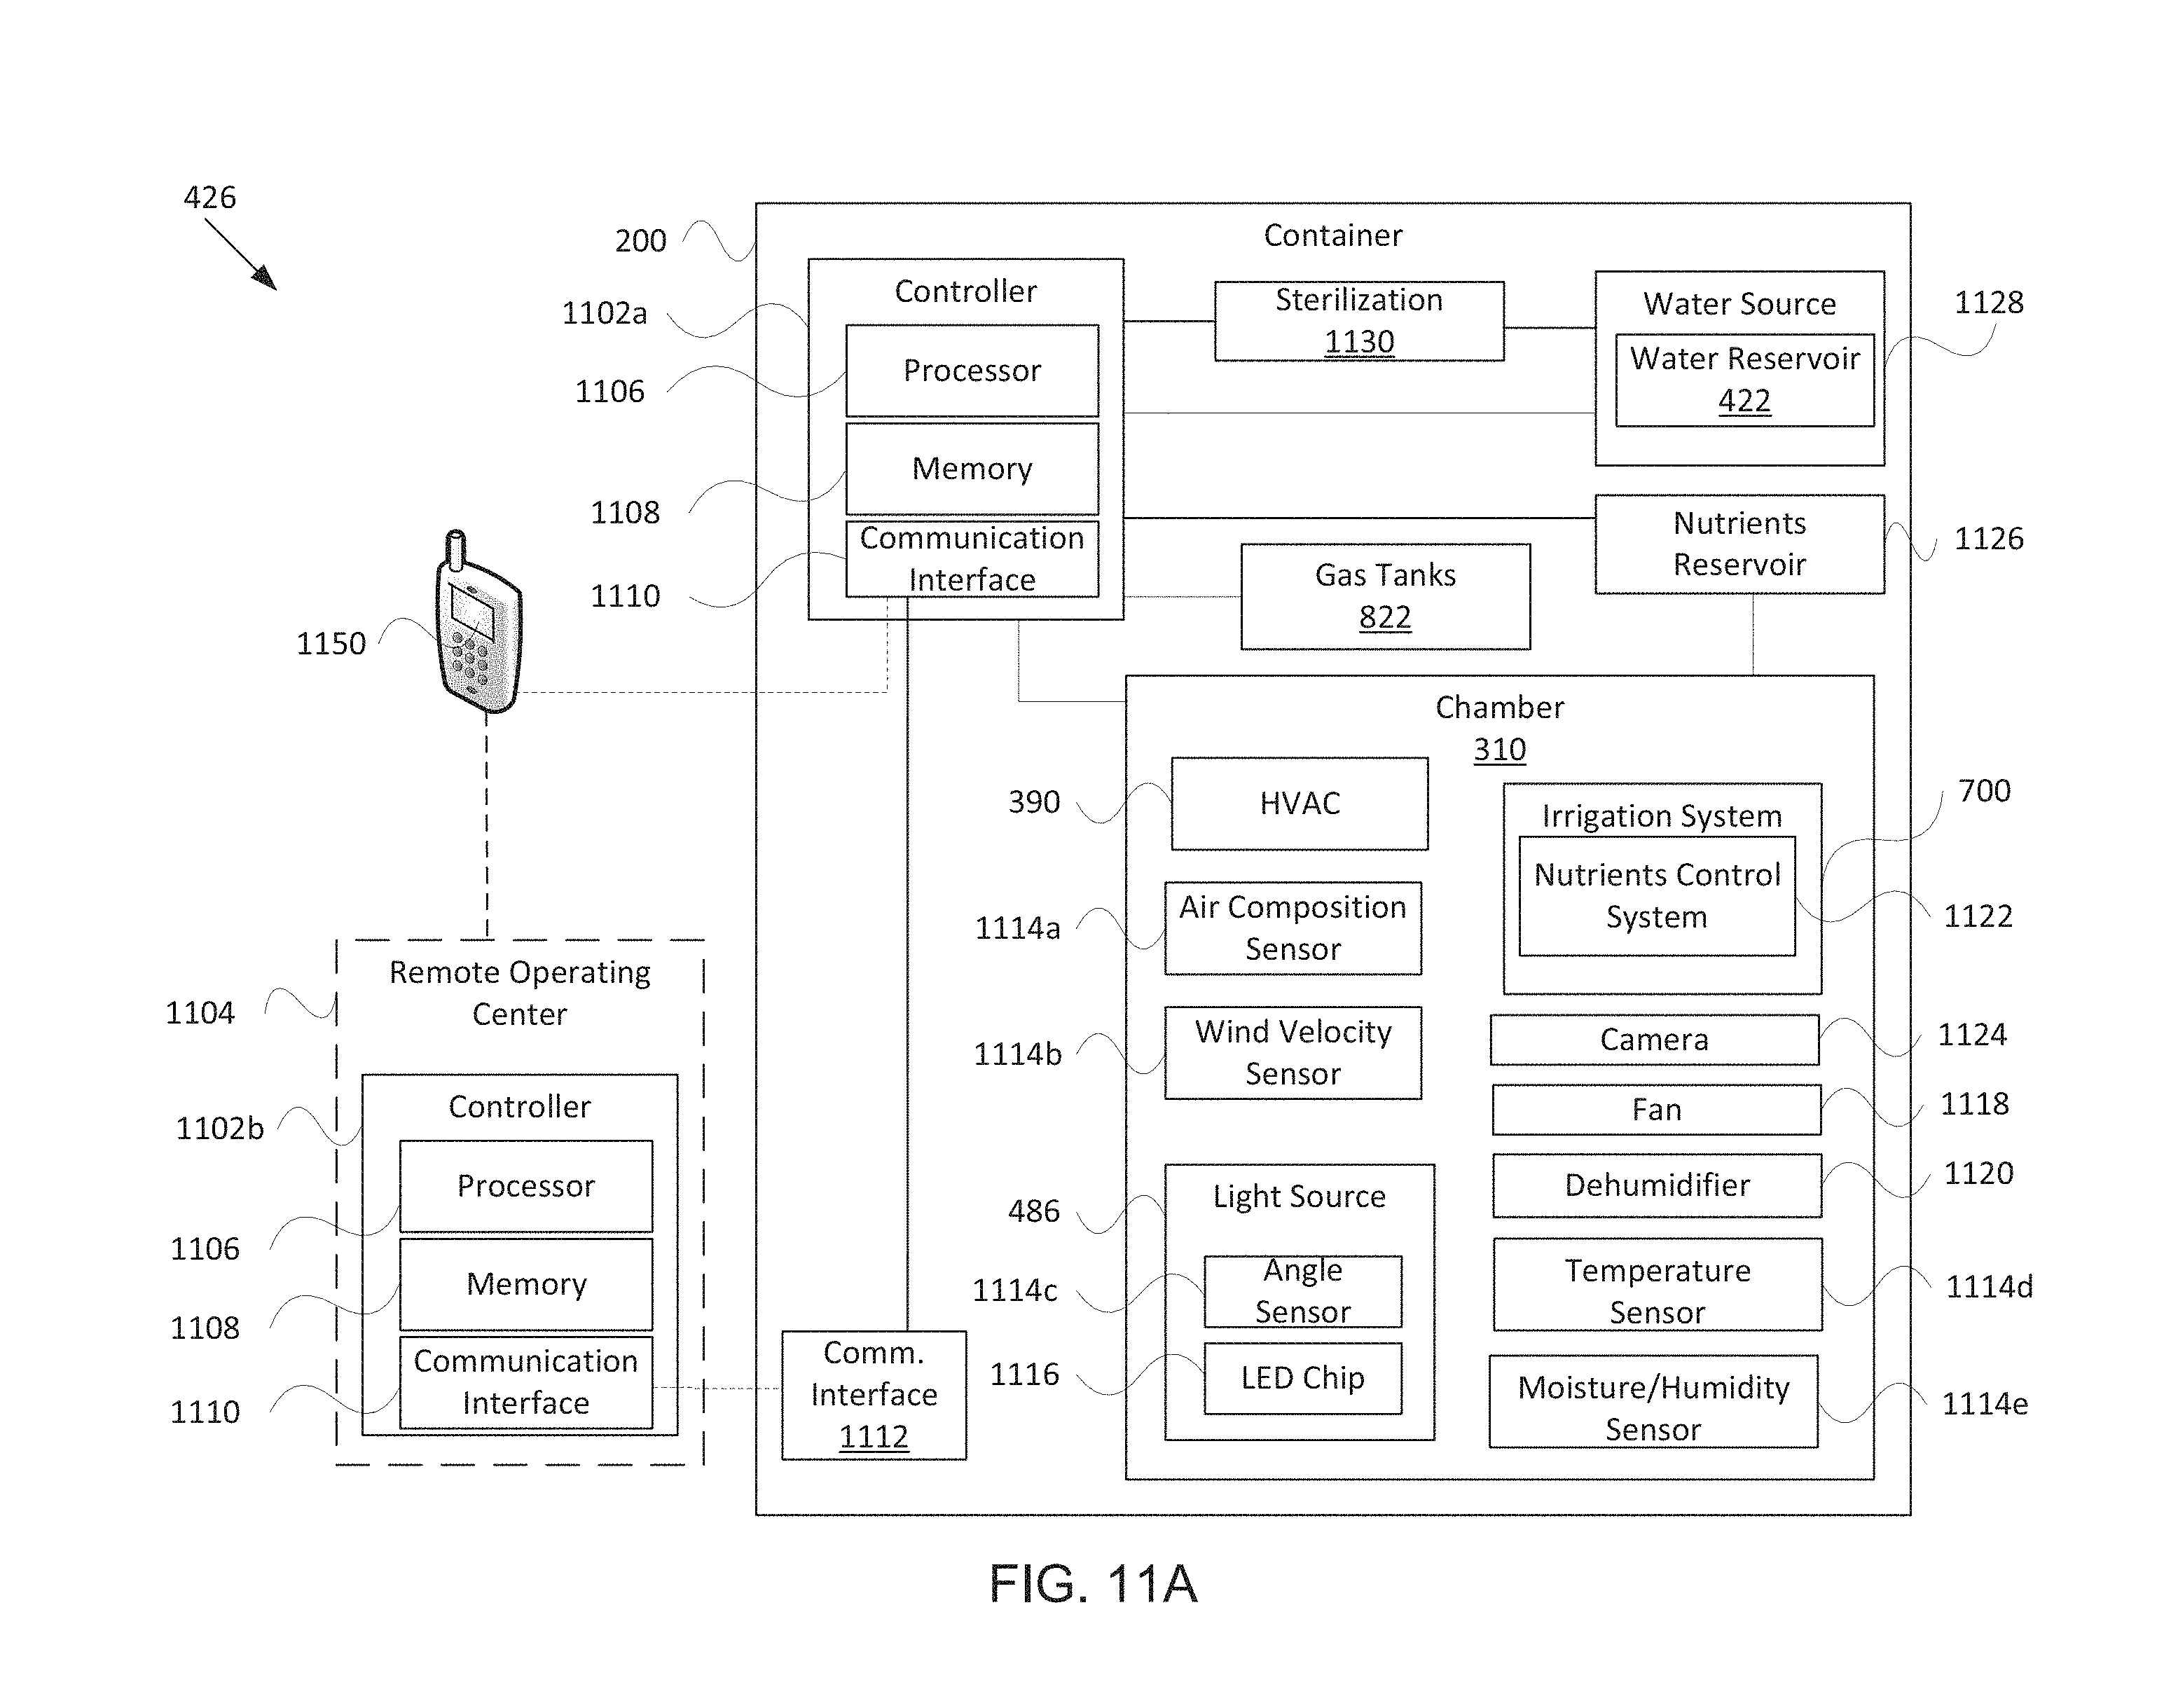 426
200
Container
1102a
Controller
1106
Processor
1108
Memory
1110
Communication
Interface
Sterilization
1130
Water Source
Water Reservoir
422
1128
Nutrients
Reservoir
1126
Gas Tanks
822
1150
Chamber
310
390
HVAC
1114a
Air Composition
Sensor
1114b
Wind Velocity
Sensor
486
Light Source
1114c
Angle
Sensor
1116
LED Chip
Irrigation System
700
Nutrients Control
System
1122
Camera
1124
Fan
1118
Dehumidifier
1120
Temperature
Sensor
1114d
Moisture/Humidity
Sensor
1114e
1104
Remote Operating
Center
1102b
Controller
1106
Processor
1108
Memory
1110
Communication
Interface
Comm.
Interface
1112
FIG. 11A